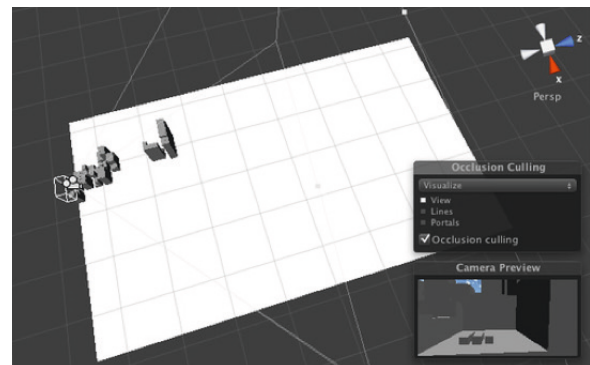 z
x
Persp
Occlusion Culling
Visualize
View
Lines
Portals
Occlusion culling
Camera Preview